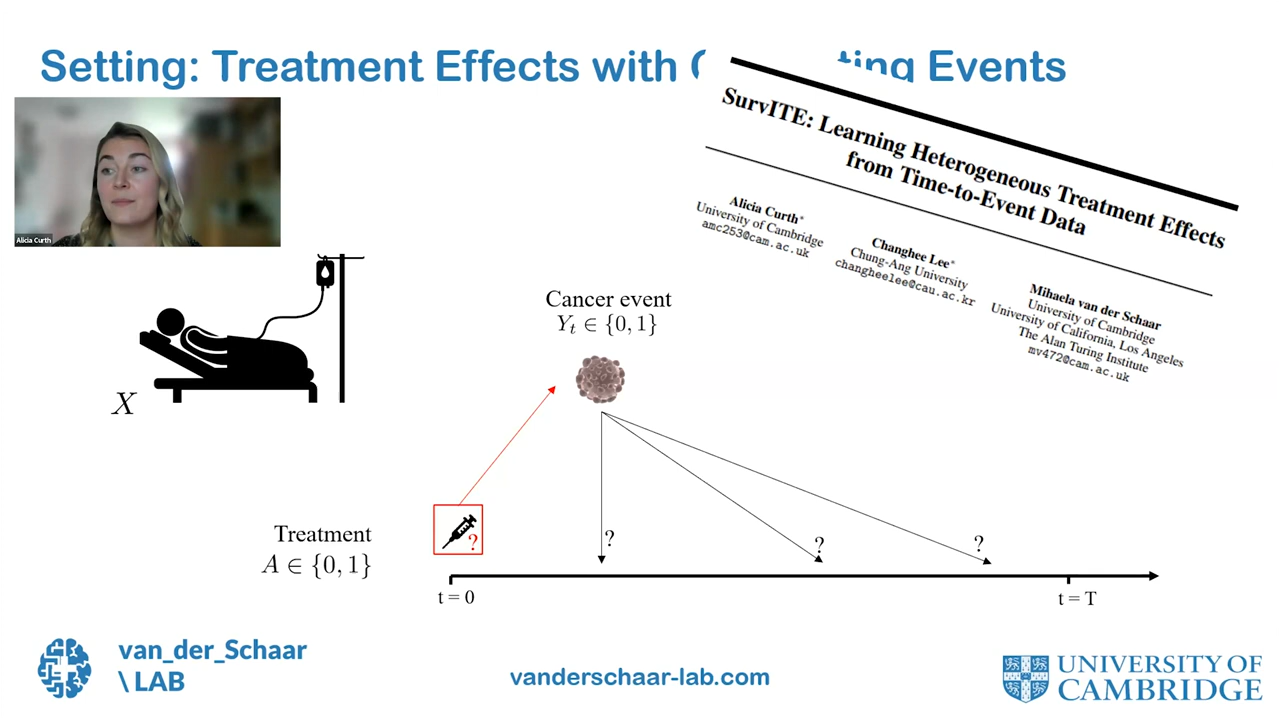 Setting: Treatment Effects with C ting Events
SurvITE: Learning Heterogeneous Treatment Effects
from Time-to-Event Data
Alicia Curth*
University of Cambridge
amc253@cam.ac.uk
Changhee Lee*
Chung-Ang University
changheelee@cau.ac.kr
Mihaela van der Schaar
University of Cambridge
University of California, Los Angeles
The Alan Turing Institute
mv472@cam.ac.uk
Alicia Curth
X
Cancer event
Y_t ∈ {0, 1}
Treatment
A ∈ {0, 1}
?
?
?
?
t = 0
t = T
van_der_Schaar
\ LAB
vanderschaar-lab.com
UNIVERSITY OF
CAMBRIDGE